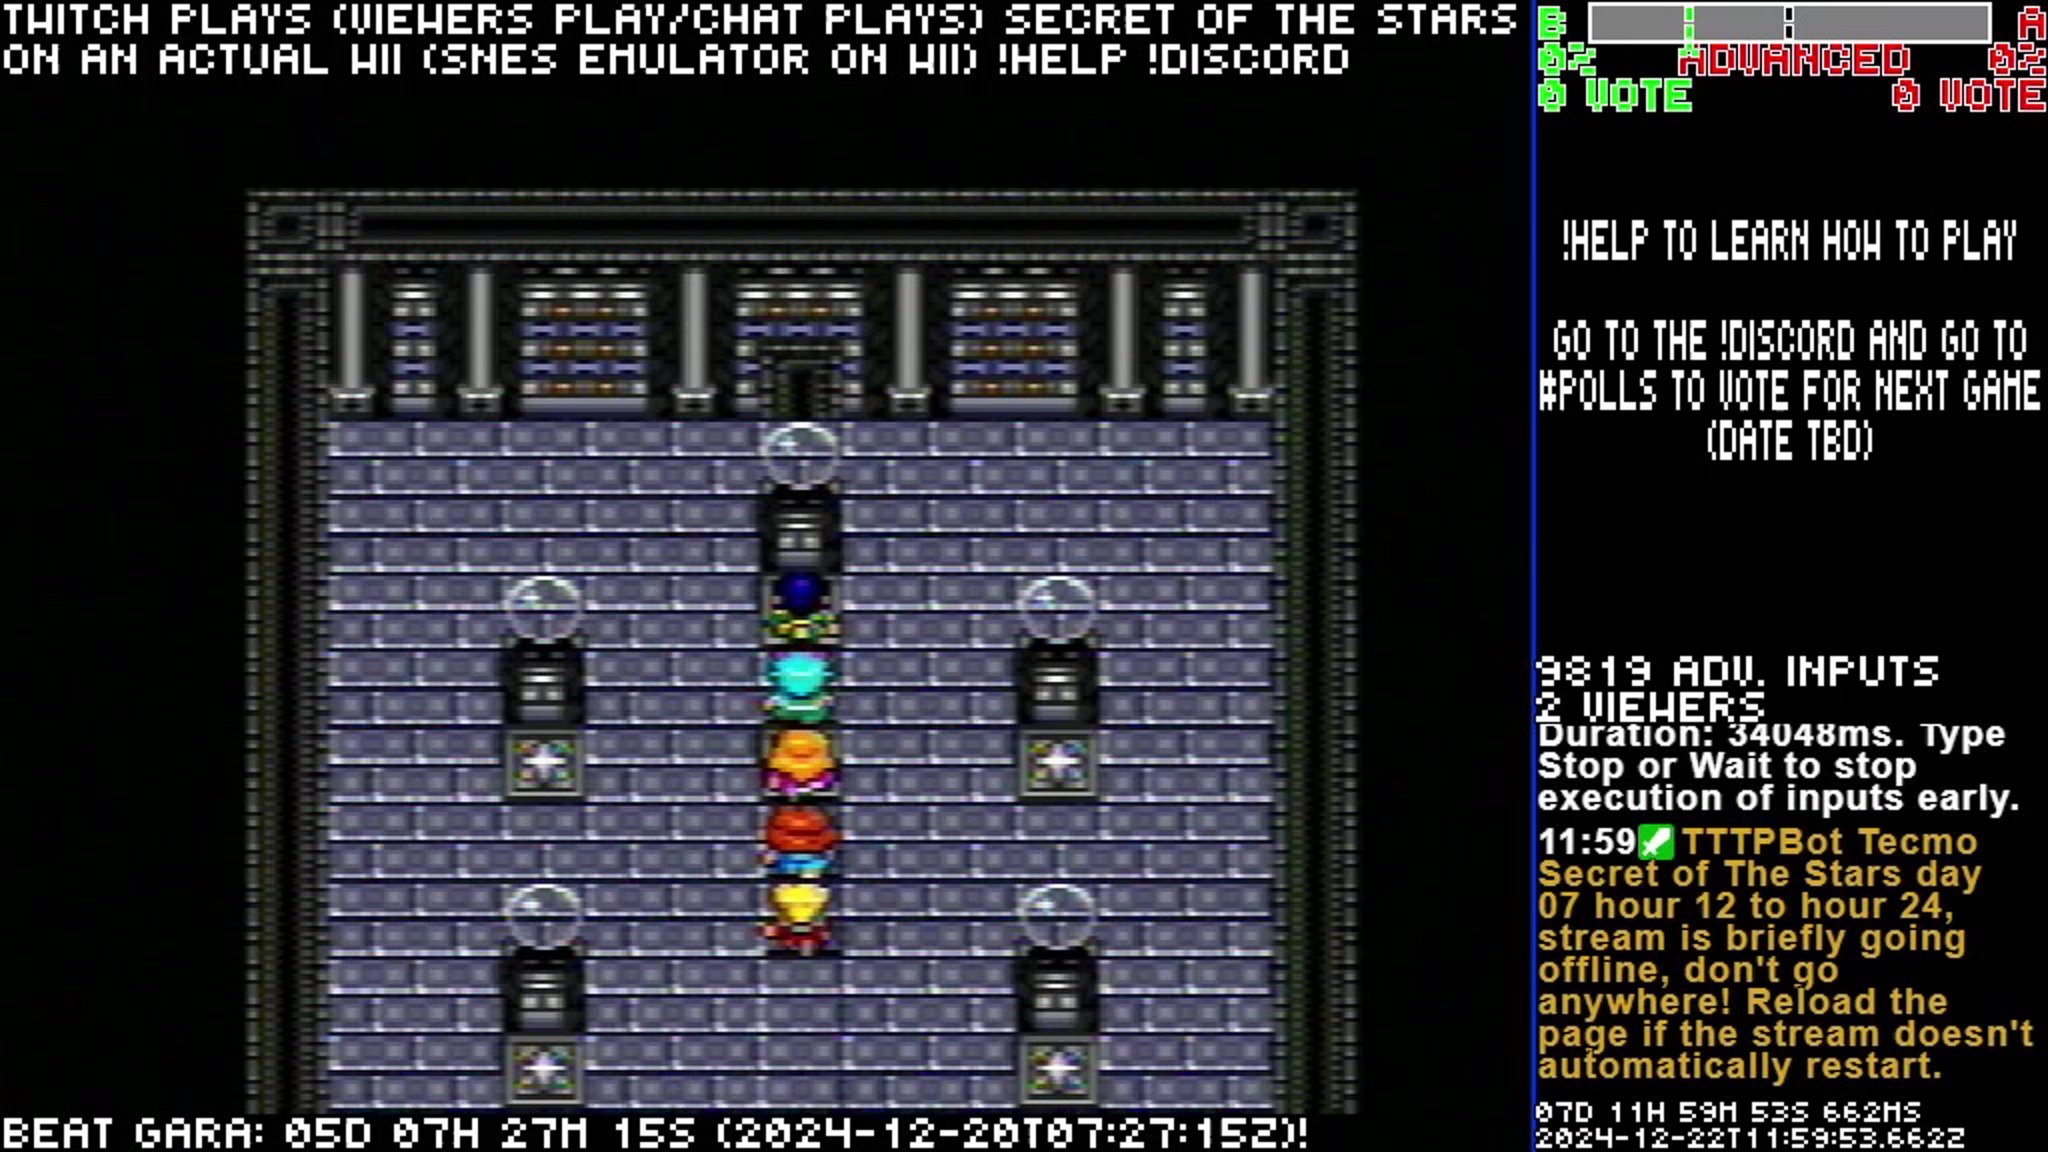 TWITCH PLAYS (VIEWERS PLAY/CHAT PLAYS) SECRET OF THE STARS
ON AN ACTUAL WII (SNES EMULATOR ON WII) !HELP !DISCORD
B A
0% ADVANCED 0%
0 VOTE 0 VOTE
!HELP TO LEARN HOW TO PLAY
GO TO THE !DISCORD AND GO TO
#POLLS TO VOTE FOR NEXT GAME
(DATE TBD)
9819 ADV. INPUTS
2 VIEWERS
Duration: 34048ms. Type
Stop or Wait to stop
execution of inputs early.
11:59 TTTPBot Tecmo
Secret of The Stars day
07 hour 12 to hour 24,
stream is briefly going
offline, don't go
anywhere! Reload the
page if the stream doesn't
automatically restart.
07D 11H 59M 53S 662MS
2024-12-22T11:59:53.662Z
BEAT GARA: 05D 07H 27M 15S (2024-12-20T07:27:15Z)!